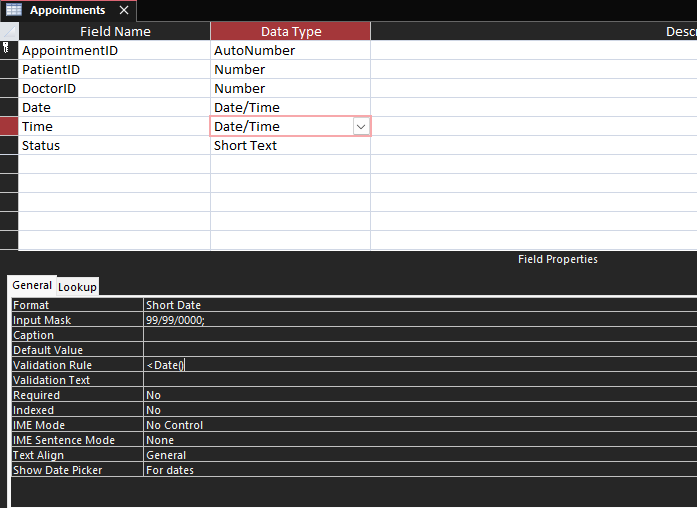 Appointments
Field Name Data Type Descr
AppointmentID AutoNumber
PatientID Number
DoctorID Number
Date Date/Time
Time Date/Time
Status Short Text
Field Properties
General Lookup
Format Short Date
Input Mask 99/99/0000;
Caption
Default Value
Validation Rule <Date()
Validation Text
Required No
Indexed No
IME Mode No Control
IME Sentence Mode None
Text Align General
Show Date Picker For dates